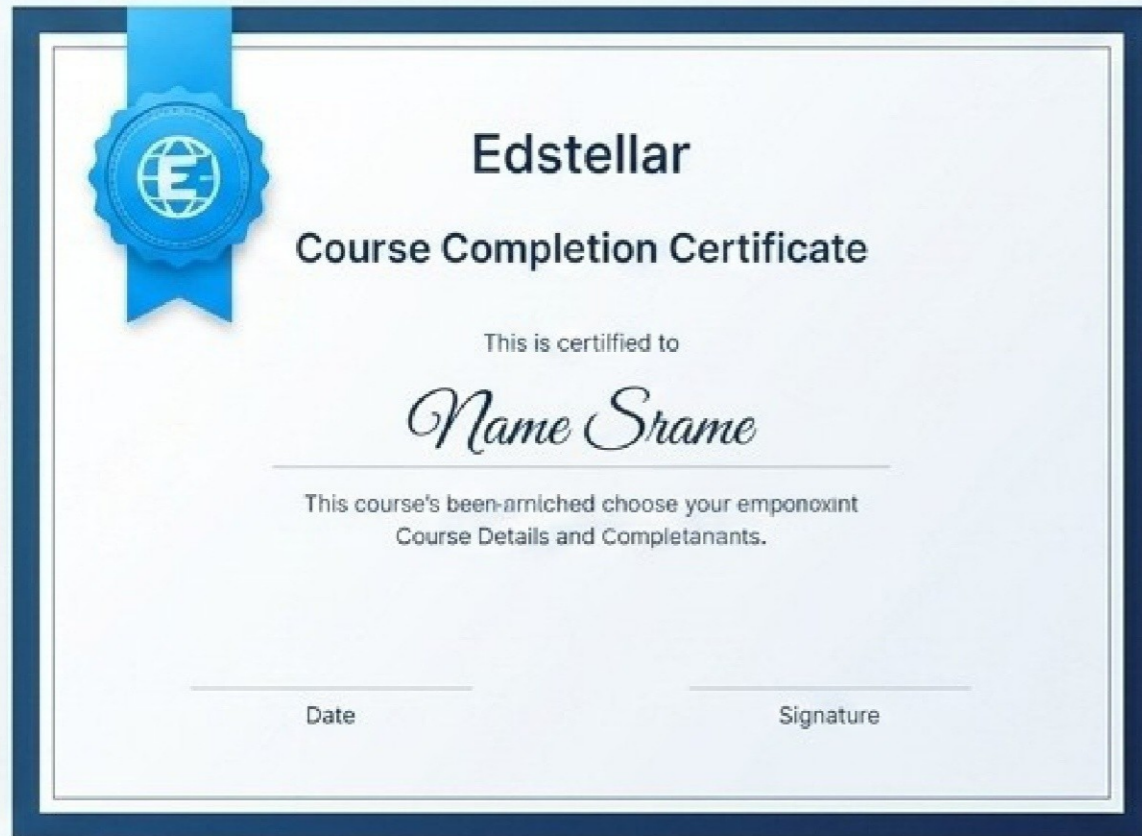 E
Edstellar
Course Completion Certificate
This is certilfied to
Name Srame
This course's been-arniched choose your emponoxint
Course Details and Completanants.
Date
Signature